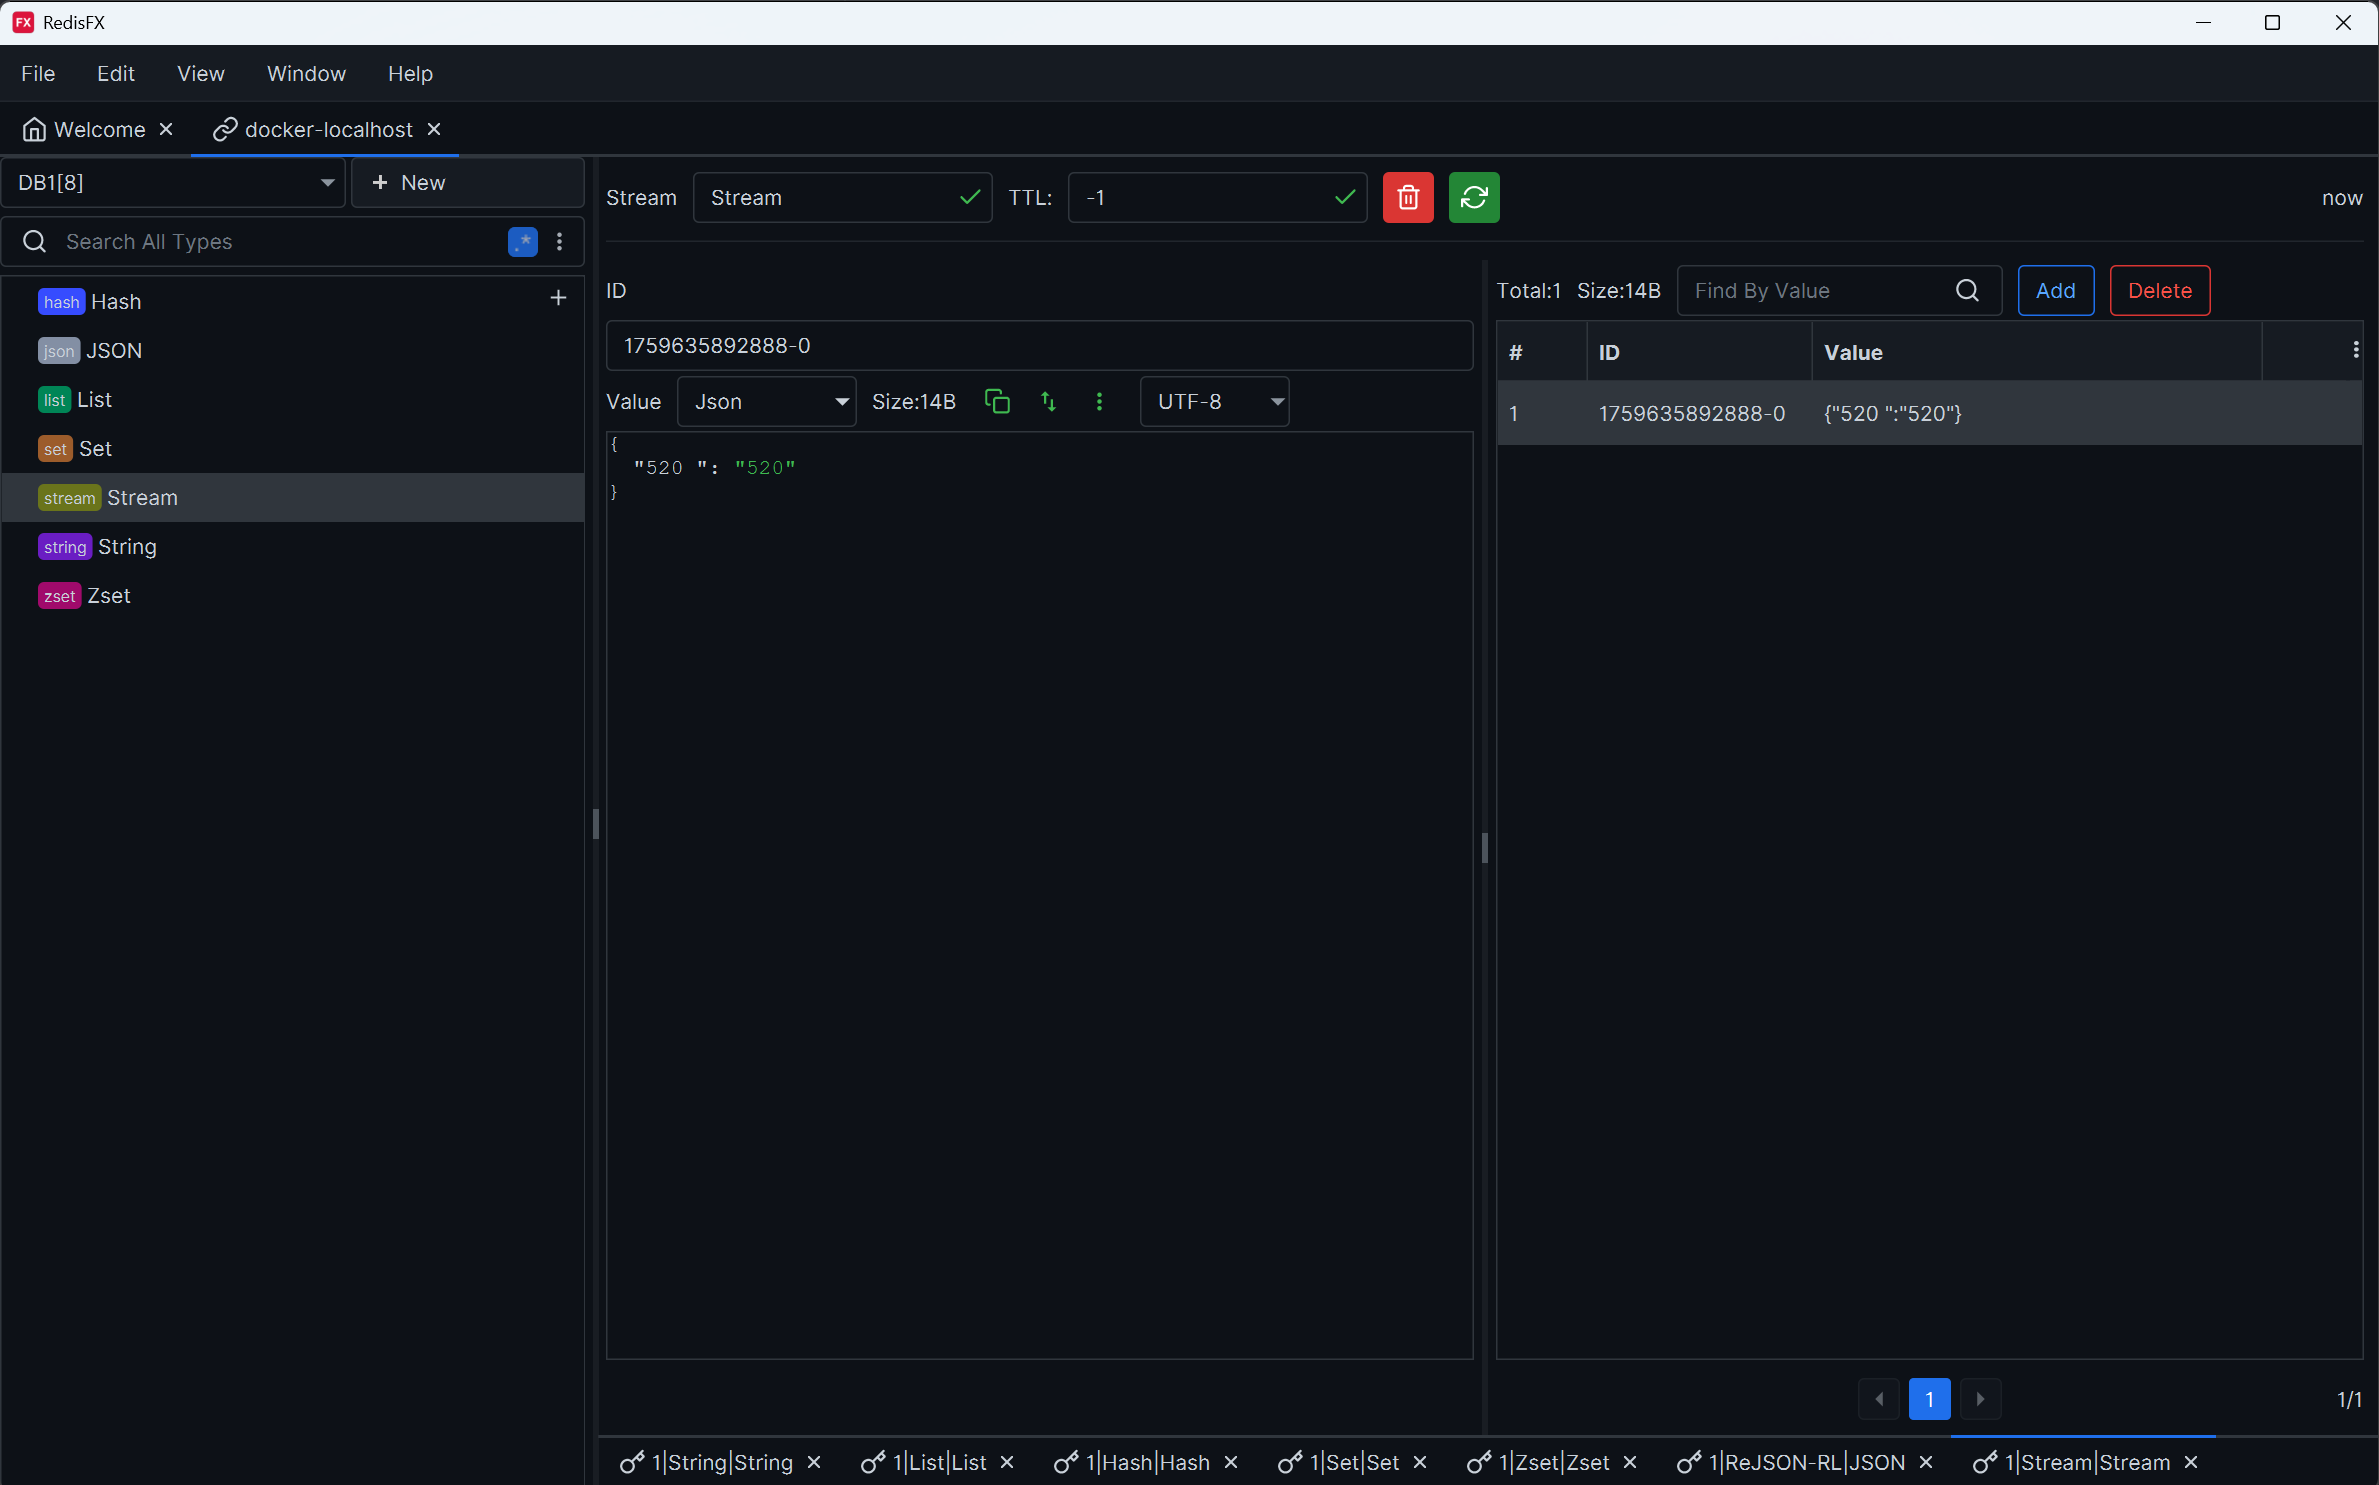 FX RedisFX
File Edit View Window Help
Welcome docker-localhost
DB1[8] + New
Search All Types .*
hash Hash
json JSON
list List
set Set
stream Stream
string String
zset Zset
Stream Stream TTL: -1 now
ID
1759635892888-0
Value Json Size:14B UTF-8
{
"520 ": "520"
}
Total:1 Size:14B Find By Value Add Delete
# ID Value
1 1759635892888-0 {"520 ":"520"}
1 1/1
1|String|String 1|List|List 1|Hash|Hash 1|Set|Set 1|Zset|Zset 1|ReJSON-RL|JSON 1|Stream|Stream